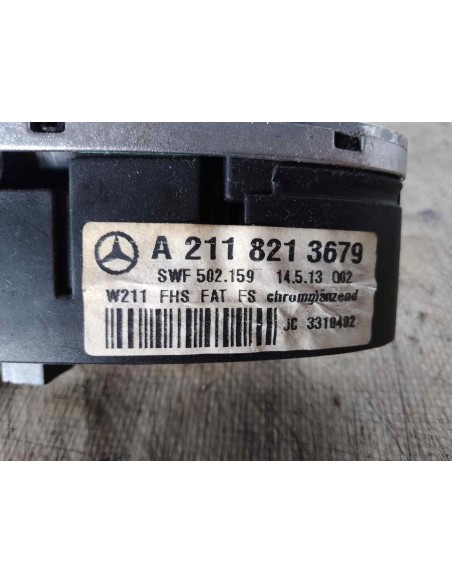 A 211 821 3679
SWF 502.159 14.5.13 002
W211 FHS FAT FS chromglänzend
JC 3310402